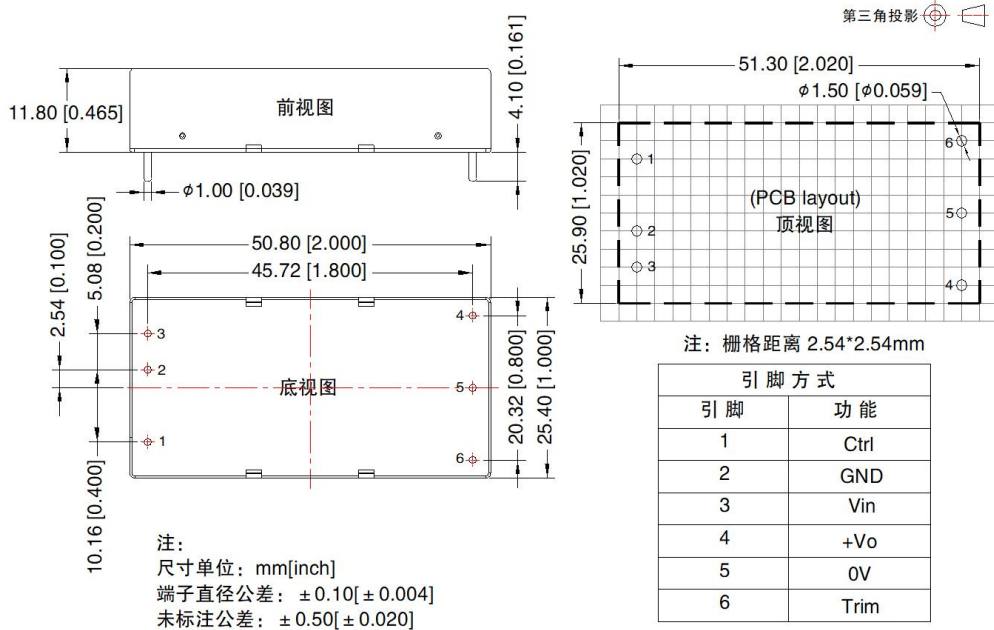 第三角投影
11.80 [0.465]
前视图
4.10 [0.161]
ϕ1.00 [0.039]
51.30 [2.020]
ϕ1.50 [ϕ0.059]
25.90 [1.020]
1
2
3
6
5
4
(PCB layout)
顶视图
注：栅格距离 2.54*2.54mm
50.80 [2.000]
45.72 [1.800]
2.54 [0.100]
5.08 [0.200]
10.16 [0.400]
3
2
1
4
5
6
底视图
20.32 [0.800]
25.40 [1.000]
引脚方式
引脚 功能
1 Ctrl
2 GND
3 Vin
4 +Vo
5 0V
6 Trim
注：
尺寸单位：mm[inch]
端子直径公差：±0.10[±0.004]
未标注公差：±0.50[±0.020]